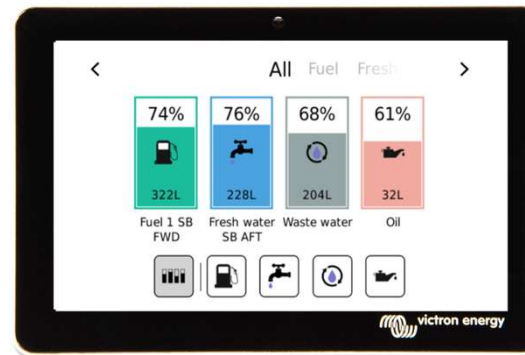 All Fuel Fresh
74% 76% 68% 61%
322L 228L 204L 32L
Fuel 1 SB Fresh water Waste water Oil
FWD SB AFT
victron energy